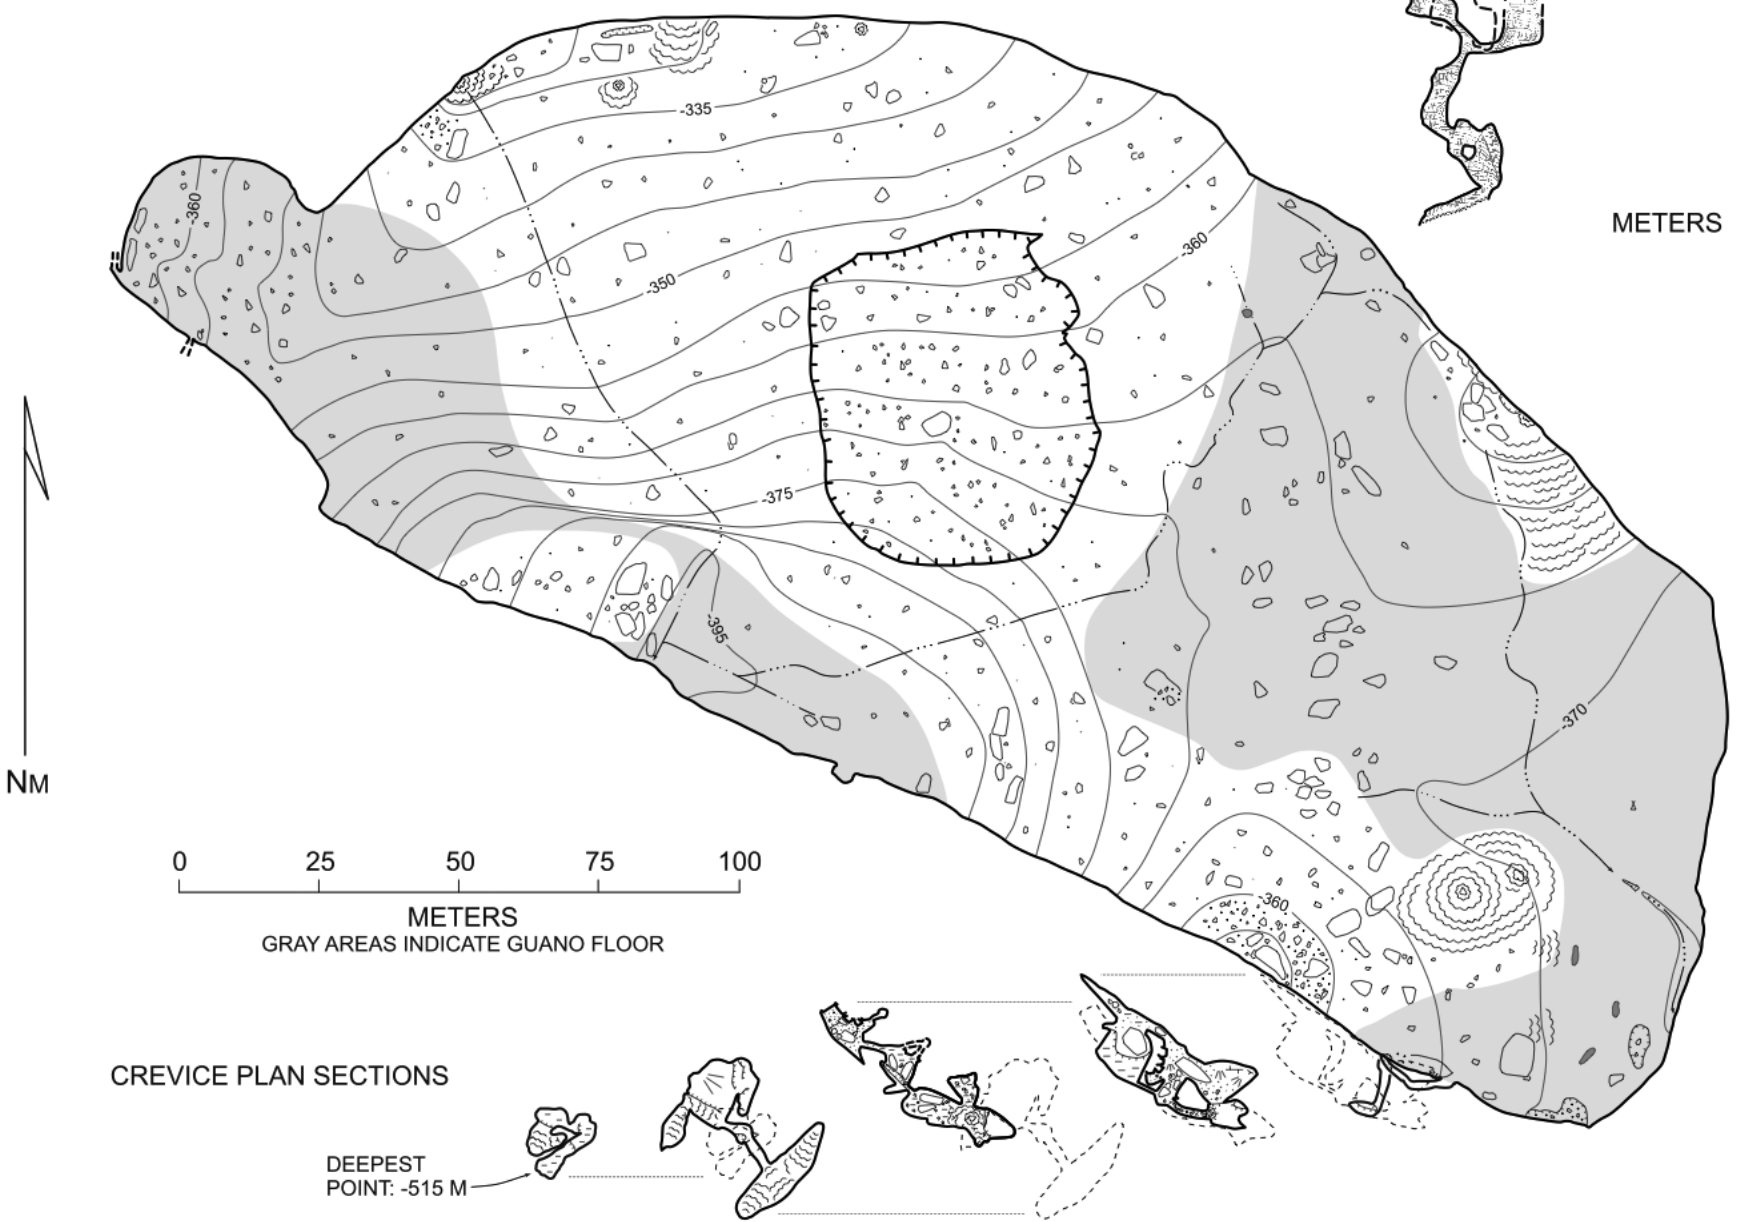 -335
-360
METERS
-360
-350
-375
-395
-370
NM
0 25 50 75 100
METERS
GRAY AREAS INDICATE GUANO FLOOR
-360
CREVICE PLAN SECTIONS
DEEPEST
POINT: -515 M